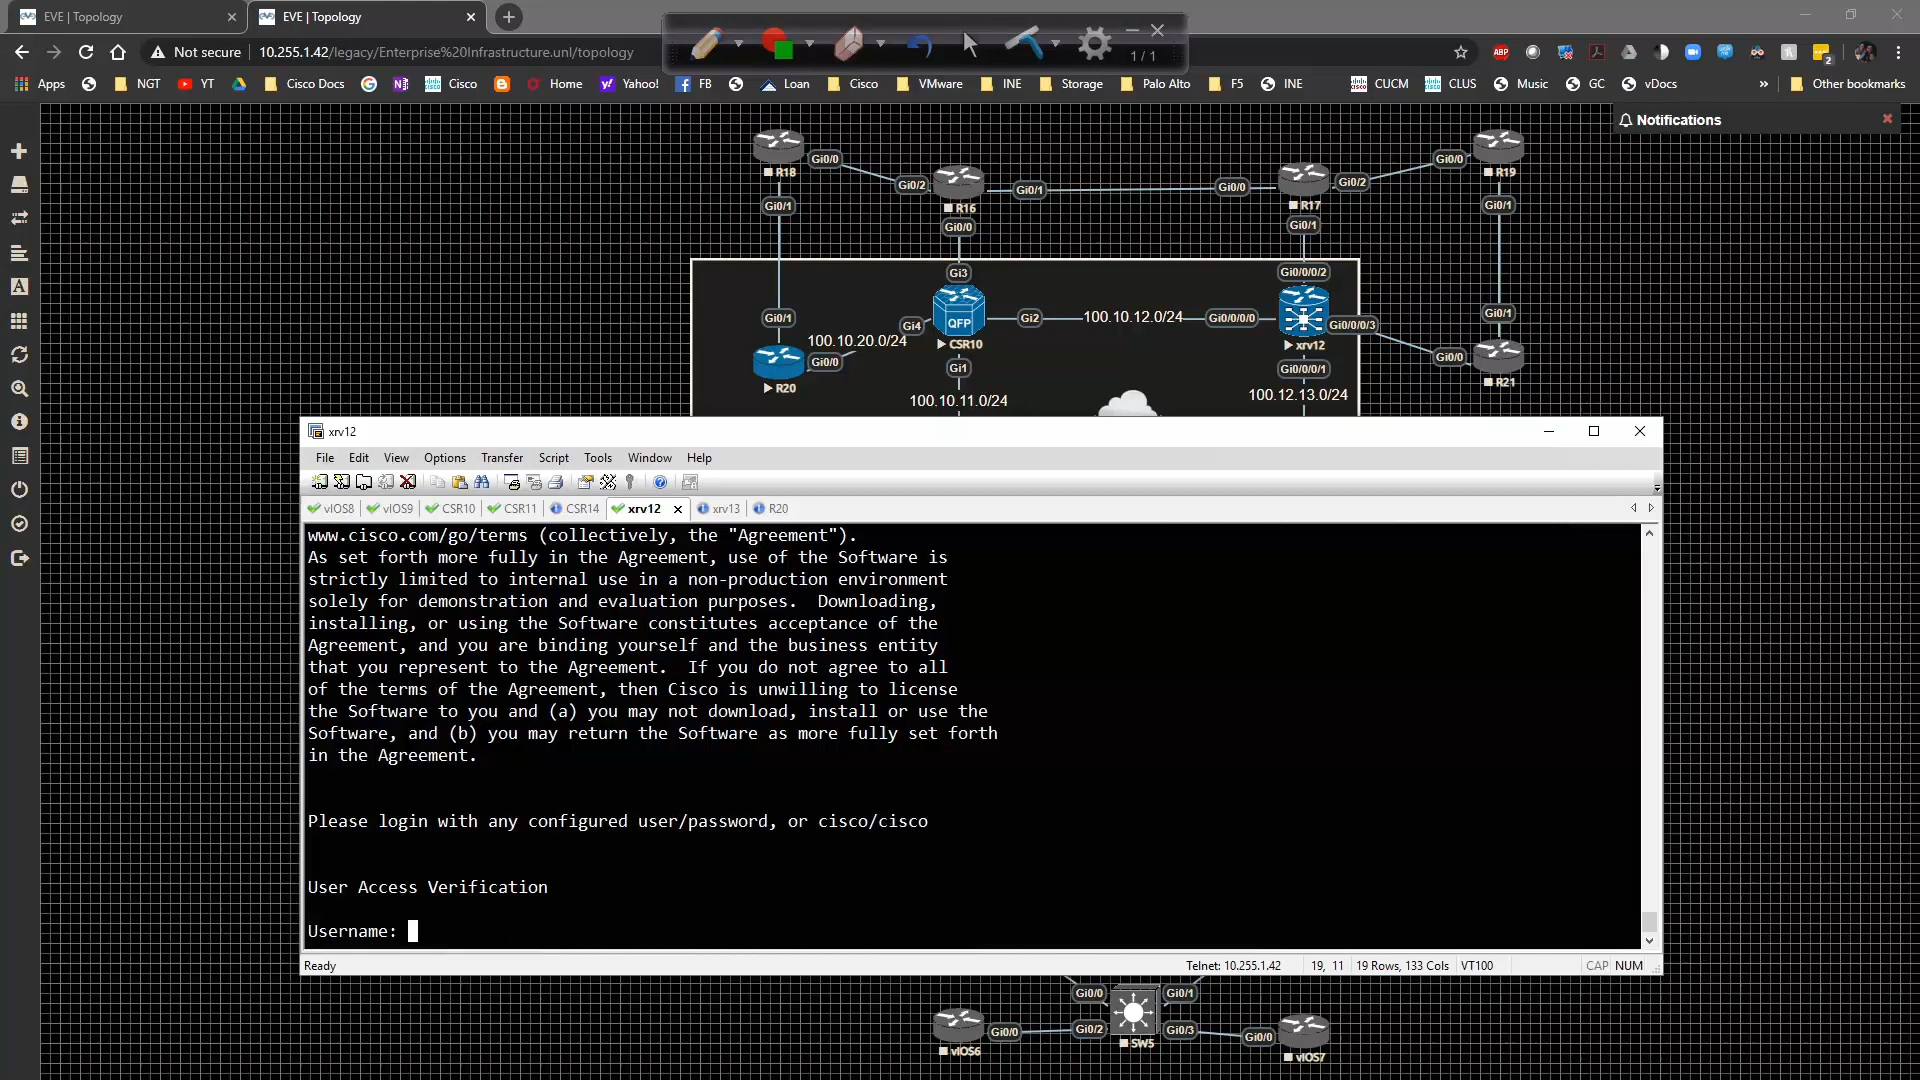 EVE | Topology
EVE | Topology
Not secure
10.255.1.42/legacy/Enterprise%20Infrastructure.unl/topology
1 / 1
ABP
2
Apps
NGT
YT
Cisco Docs
Cisco
Home
Yahoo!
FB
Loan
Cisco
VMware
INE
Storage
Palo Alto
F5
INE
CUCM
CLUS
Music
GC
vDocs
»
Other bookmarks
Notifications
R18
Gi0/0
Gi0/1
Gi0/2
R16
Gi0/1
Gi0/0
Gi0/0
R17
Gi0/2
Gi0/1
Gi0/0
R19
Gi0/1
Gi3
QFP
CSR10
Gi4
Gi2
Gi1
100.10.12.0/24
Gi0/0/0/2
Gi0/0/0/0
xrv12
Gi0/0/0/3
Gi0/0/0/1
Gi0/1
100.10.20.0/24
Gi0/0
R20
Gi0/1
Gi0/0
R21
100.10.11.0/24
100.12.13.0/24
xrv12
File Edit View Options Transfer Script Tools Window Help
vIOS8 vIOS9 CSR10 CSR11 CSR14 xrv12 xrv13 R20
www.cisco.com/go/terms (collectively, the "Agreement").
As set forth more fully in the Agreement, use of the Software is
strictly limited to internal use in a non-production environment
solely for demonstration and evaluation purposes.  Downloading,
installing, or using the Software constitutes acceptance of the
Agreement, and you are binding yourself and the business entity
that you represent to the Agreement.  If you do not agree to all
of the terms of the Agreement, then Cisco is unwilling to license
the Software to you and (a) you may not download, install or use the
Software, and (b) you may return the Software as more fully set forth
in the Agreement.
Please login with any configured user/password, or cisco/cisco
User Access Verification
Username:
Ready
Telnet: 10.255.1.42
19, 11
19 Rows, 133 Cols
VT100
CAP NUM
Gi0/0
Gi0/1
Gi0/2
Gi0/3
SW5
vIOS6
Gi0/0
Gi0/0
vIOS7